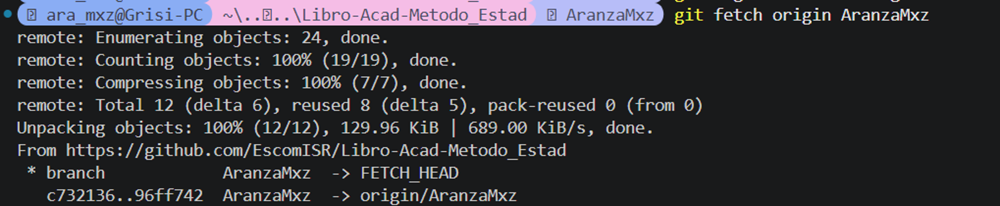 ara_mxz@Grisi-PC ~\..\..\Libro-Acad-Metodo_Estad AranzaMxz git fetch origin AranzaMxz
remote: Enumerating objects: 24, done.
remote: Counting objects: 100% (19/19), done.
remote: Compressing objects: 100% (7/7), done.
remote: Total 12 (delta 6), reused 8 (delta 5), pack-reused 0 (from 0)
Unpacking objects: 100% (12/12), 129.96 KiB | 689.00 KiB/s, done.
From https://github.com/EscomISR/Libro-Acad-Metodo_Estad
 * branch            AranzaMxz  -> FETCH_HEAD
   c732136..96ff742  AranzaMxz  -> origin/AranzaMxz